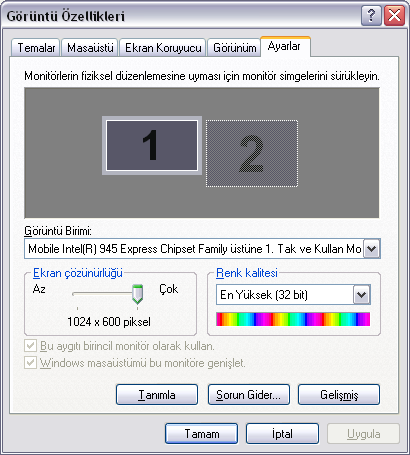 Görüntü Özellikleri
Temalar Masaüstü Ekran Koruyucu Görünüm Ayarlar
Monitörlerin fiziksel düzenlemesine uyması için monitör simgelerini sürükleyin.
1 2
Görüntü Birimi:
Mobile Intel(R) 945 Express Chipset Family üstüne 1. Tak ve Kullan Mo
Ekran çözünürlüğü
Az Çok
1024 x 600 piksel
Renk kalitesi
En Yüksek (32 bit)
Bu aygıtı birincil monitör olarak kullan.
Windows masaüstümü bu monitöre genişlet.
Tanımla Sorun Gider... Gelişmiş
Tamam İptal Uygula